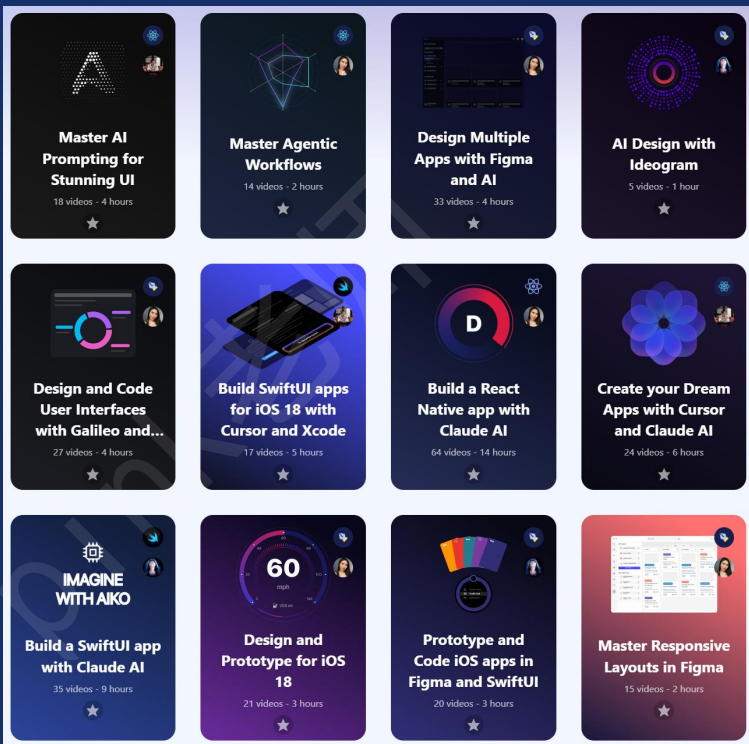 Master AI
Prompting for
Stunning UI
18 videos - 4 hours
Master Agentic
Workflows
14 videos - 2 hours
Design Multiple
Apps with Figma
and AI
33 videos - 4 hours
AI Design with
Ideogram
5 videos - 1 hour
Design and Code
User Interfaces
with Galileo and...
27 videos - 4 hours
Build SwiftUI apps
for iOS 18 with
Cursor and Xcode
17 videos - 5 hours
D
Build a React
Native app with
Claude AI
64 videos - 14 hours
Create your Dream
Apps with Cursor
and Claude AI
24 videos - 6 hours
IMAGINE
WITH AIKO
Build a SwiftUI app
with Claude AI
35 videos - 9 hours
60
mph
Design and
Prototype for iOS
18
21 videos - 3 hours
Prototype and
Code iOS apps in
Figma and SwiftUI
20 videos - 3 hours
Master Responsive
Layouts in Figma
15 videos - 2 hours
pink老师